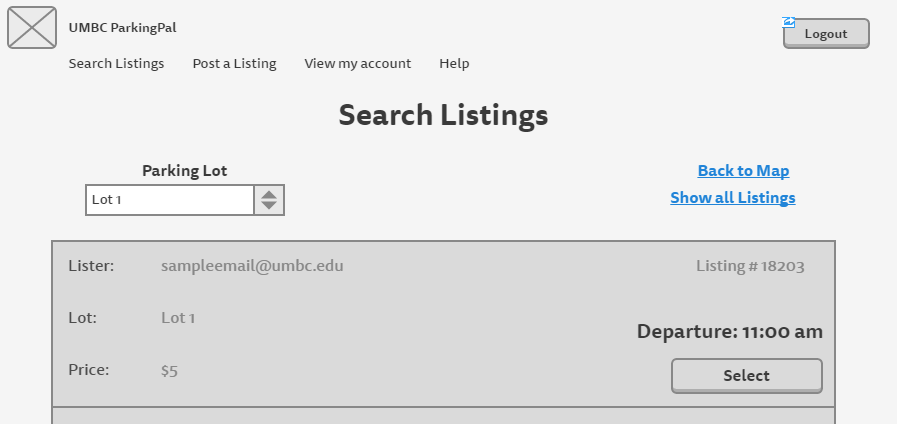 UMBC ParkingPal
Logout
Search Listings Post a Listing View my account Help
Search Listings
Parking Lot
Lot 1
Back to Map
Show all Listings
Lister: sampleemail@umbc.edu Listing # 18203
Lot: Lot 1
Departure: 11:00 am
Price: $5
Select